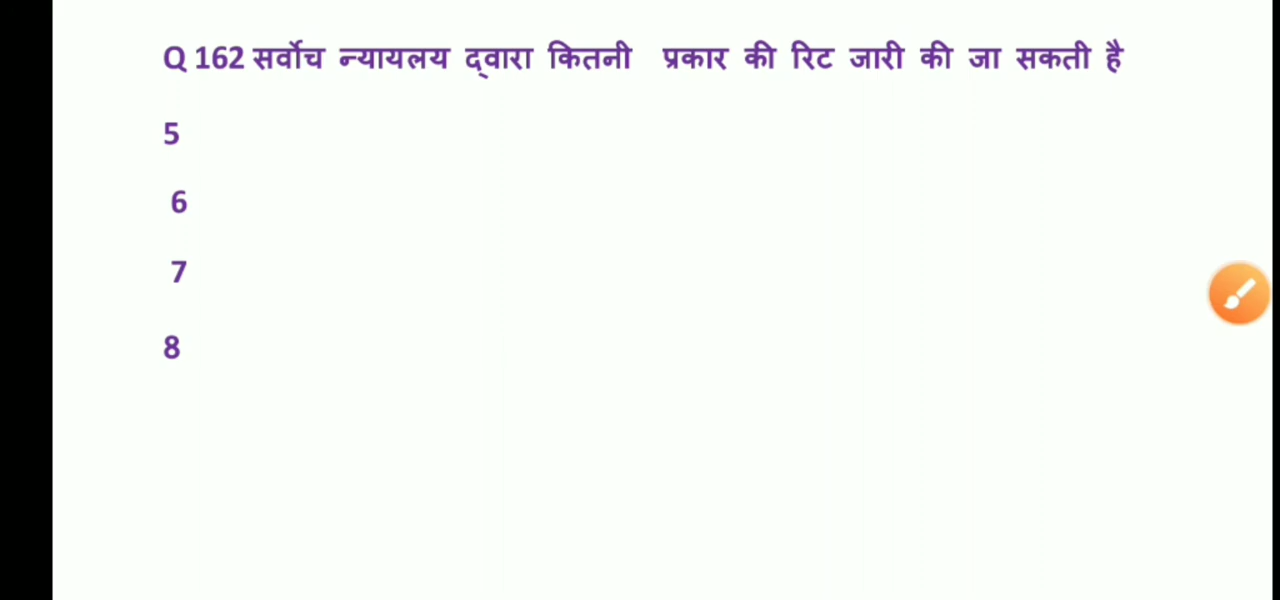 Q 162 सर्वोच न्यायलय द्वारा कितनी प्रकार की रिट जारी की जा सकती है
5
6
7
8